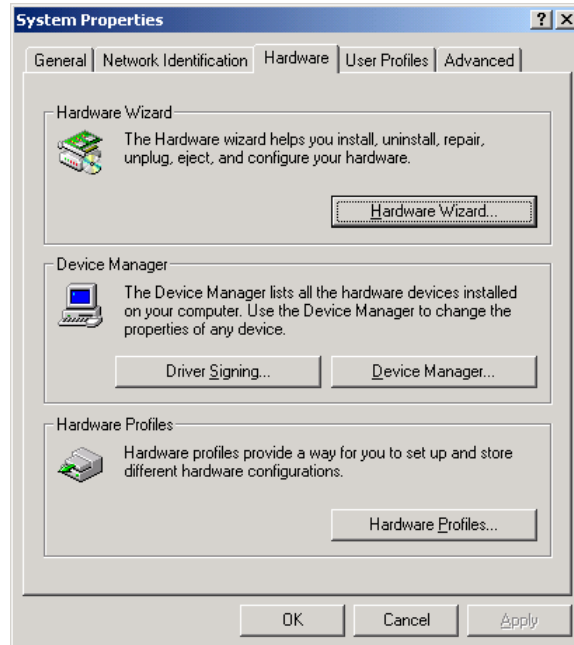 System Properties
General Network Identification Hardware User Profiles Advanced
Hardware Wizard
The Hardware wizard helps you install, uninstall, repair,
unplug, eject, and configure your hardware.
Hardware Wizard...
Device Manager
The Device Manager lists all the hardware devices installed
on your computer. Use the Device Manager to change the
properties of any device.
Driver Signing... Device Manager...
Hardware Profiles
Hardware profiles provide a way for you to set up and store
different hardware configurations.
Hardware Profiles...
OK Cancel Apply